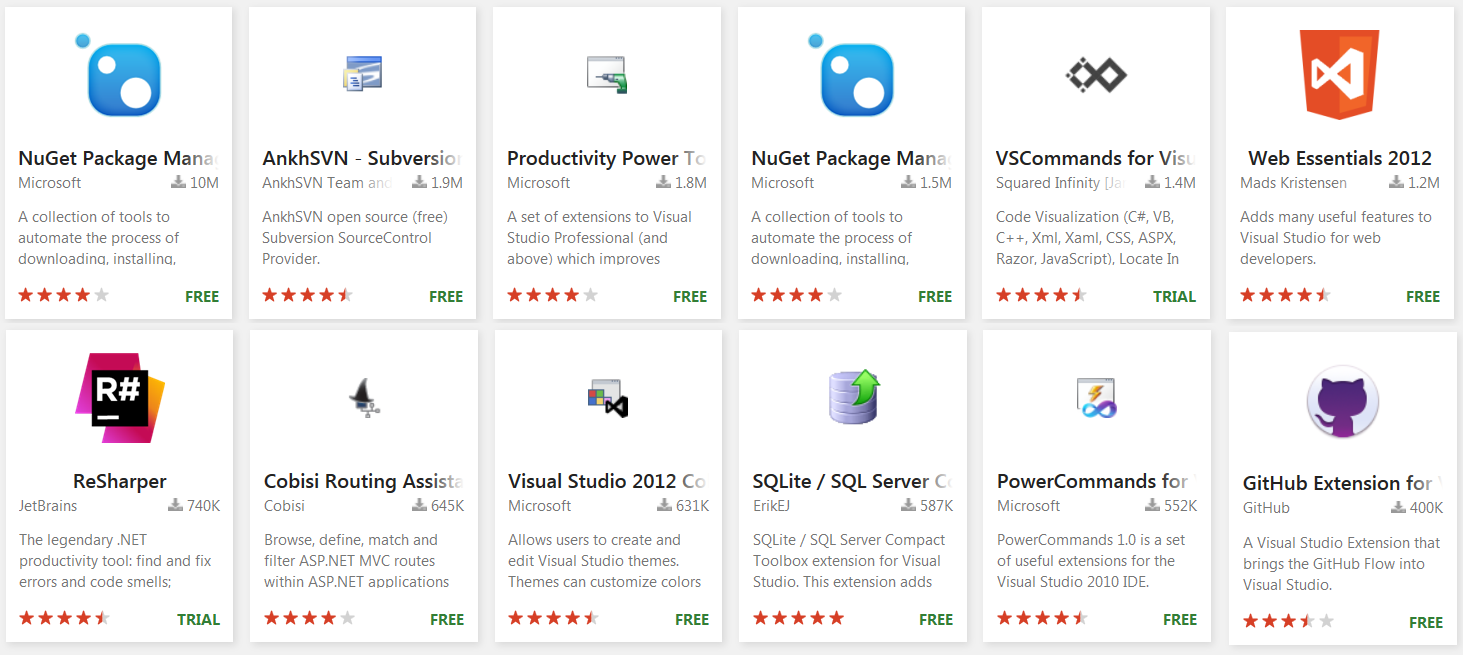 NuGet Package Mana
Microsoft 10M
A collection of tools to
automate the process of
downloading, installing,
FREE
AnkhSVN - Subversion
AnkhSVN Team and 1.9M
AnkhSVN open source (free)
Subversion SourceControl
Provider.
FREE
Productivity Power To
Microsoft 1.8M
A set of extensions to Visual
Studio Professional (and
above) which improves
FREE
NuGet Package Mana
Microsoft 1.5M
A collection of tools to
automate the process of
downloading, installing,
FREE
VSCommands for Visu
Squared Infinity [Ja 1.4M
Code Visualization (C#, VB,
C++, Xml, Xaml, CSS, ASPX,
Razor, JavaScript), Locate In
TRIAL
Web Essentials 2012
Mads Kristensen 1.2M
Adds many useful features to
Visual Studio for web
developers.
FREE
R#
ReSharper
JetBrains 740K
The legendary .NET
productivity tool: find and fix
errors and code smells;
TRIAL
Cobisi Routing Assista
Cobisi 645K
Browse, define, match and
filter ASP.NET MVC routes
within ASP.NET applications
FREE
Visual Studio 2012 Co
Microsoft 631K
Allows users to create and
edit Visual Studio themes.
Themes can customize colors
FREE
SQLite / SQL Server Co
ErikEJ 587K
SQLite / SQL Server Compact
Toolbox extension for Visual
Studio. This extension adds
FREE
PowerCommands for V
Microsoft 552K
PowerCommands 1.0 is a set
of useful extensions for the
Visual Studio 2010 IDE.
FREE
GitHub Extension for V
GitHub 400K
A Visual Studio Extension that
brings the GitHub Flow into
Visual Studio.
FREE